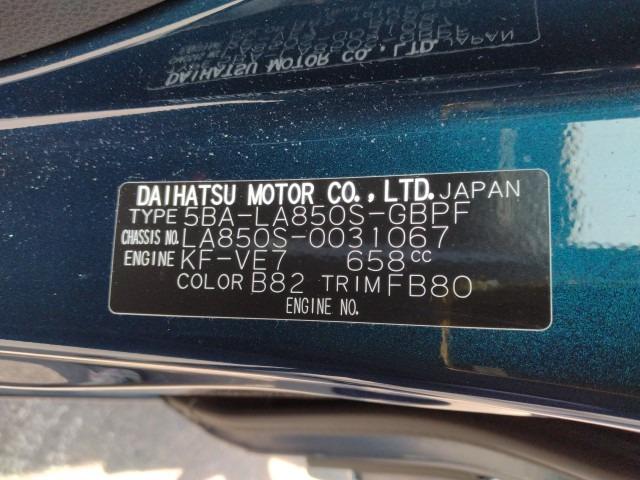 DAIHATSU MOTOR CO., LTD. JAPAN
TYPE 5BA-LA850S-GBPF
CHASSIS NO. LA850S-0031067
ENGINE KF-VE7 658CC
COLOR B82 TRIM FB80
ENGINE NO.